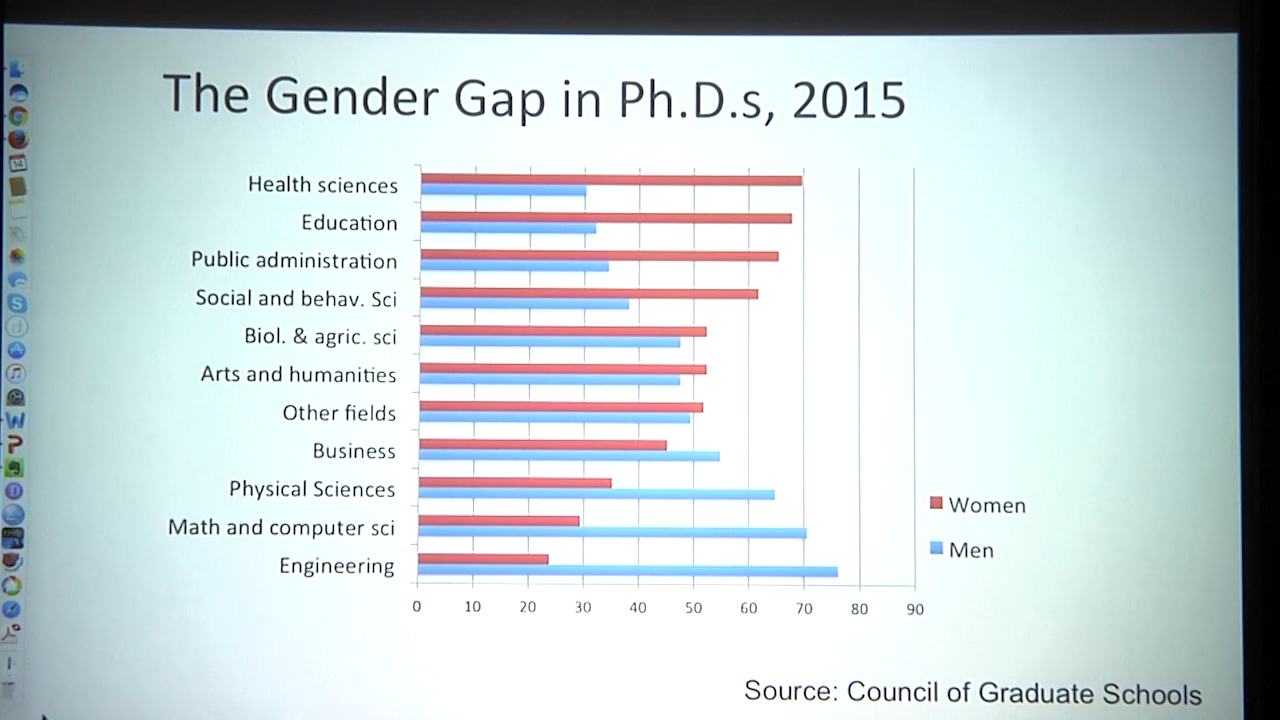 The Gender Gap in Ph.D.s, 2015
Health sciences
Education
Public administration
Social and behav. Sci
Biol. & agric. sci
Arts and humanities
Other fields
Business
Physical Sciences
Math and computer sci
Engineering
0 10 20 30 40 50 60 70 80 90
Women
Men
Source: Council of Graduate Schools